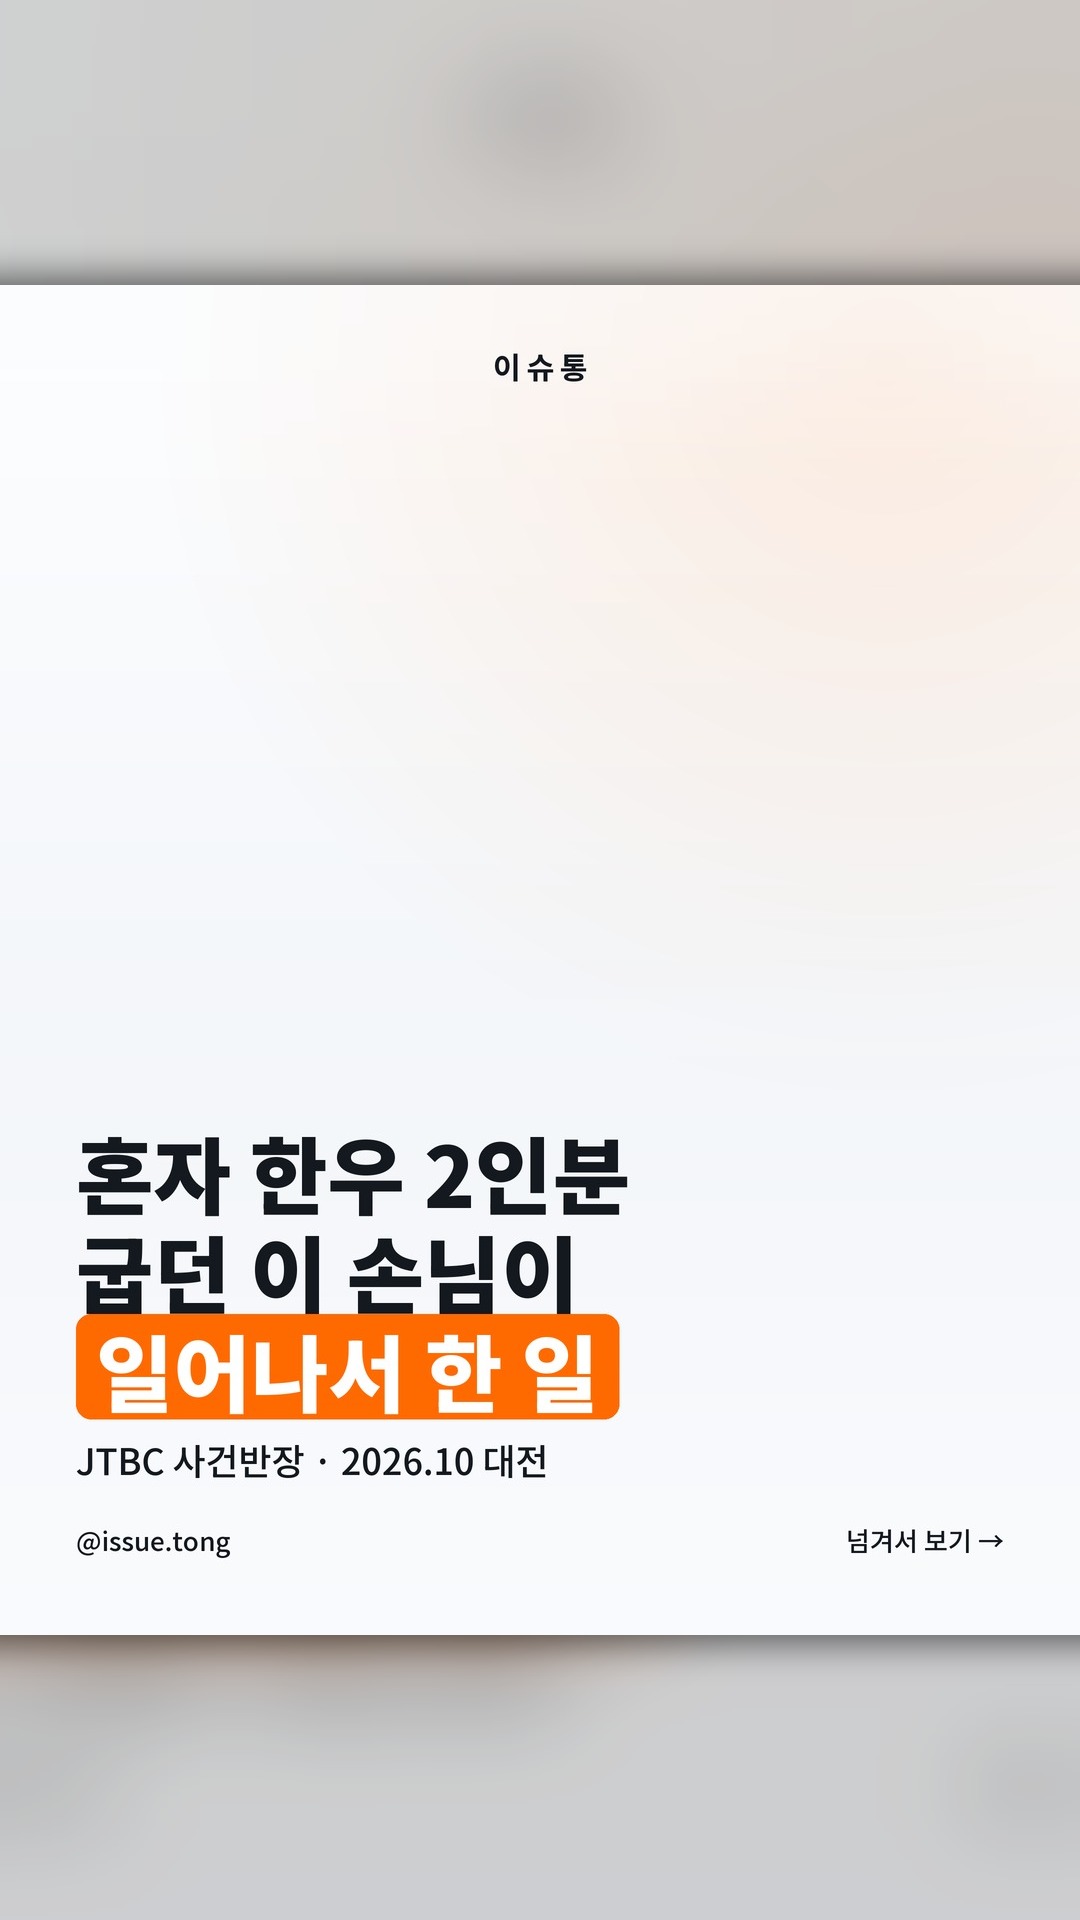 이슈통
혼자 한우 2인분
굽던 이 손님이
일어나서 한 일
JTBC 사건반장 · 2026.10 대전
@issue.tong
넘겨서 보기 →